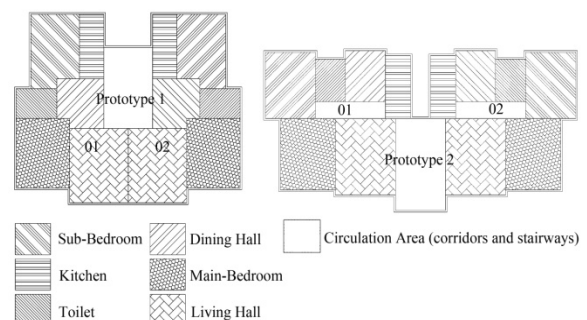 Prototype 1
01 02
01 02
Prototype 2
Sub-Bedroom Dining Hall Circulation Area (corridors and stairways)
Kitchen Main-Bedroom
Toilet Living Hall